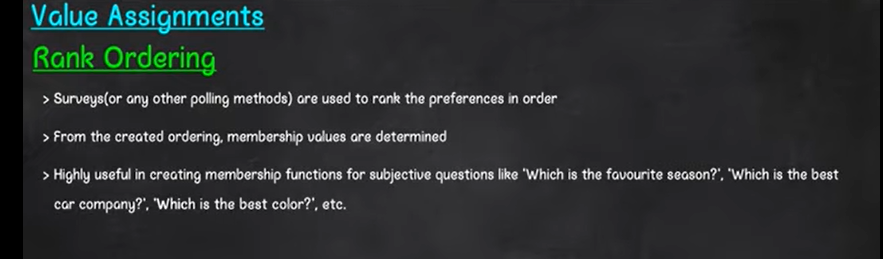 Value Assignments
Rank Ordering
> Surveys(or any other polling methods) are used to rank the preferences in order
> From the created ordering, membership values are determined
> Highly useful in creating membership functions for subjective questions like 'Which is the favourite season?', 'Which is the best
car company?', 'Which is the best color?', etc.